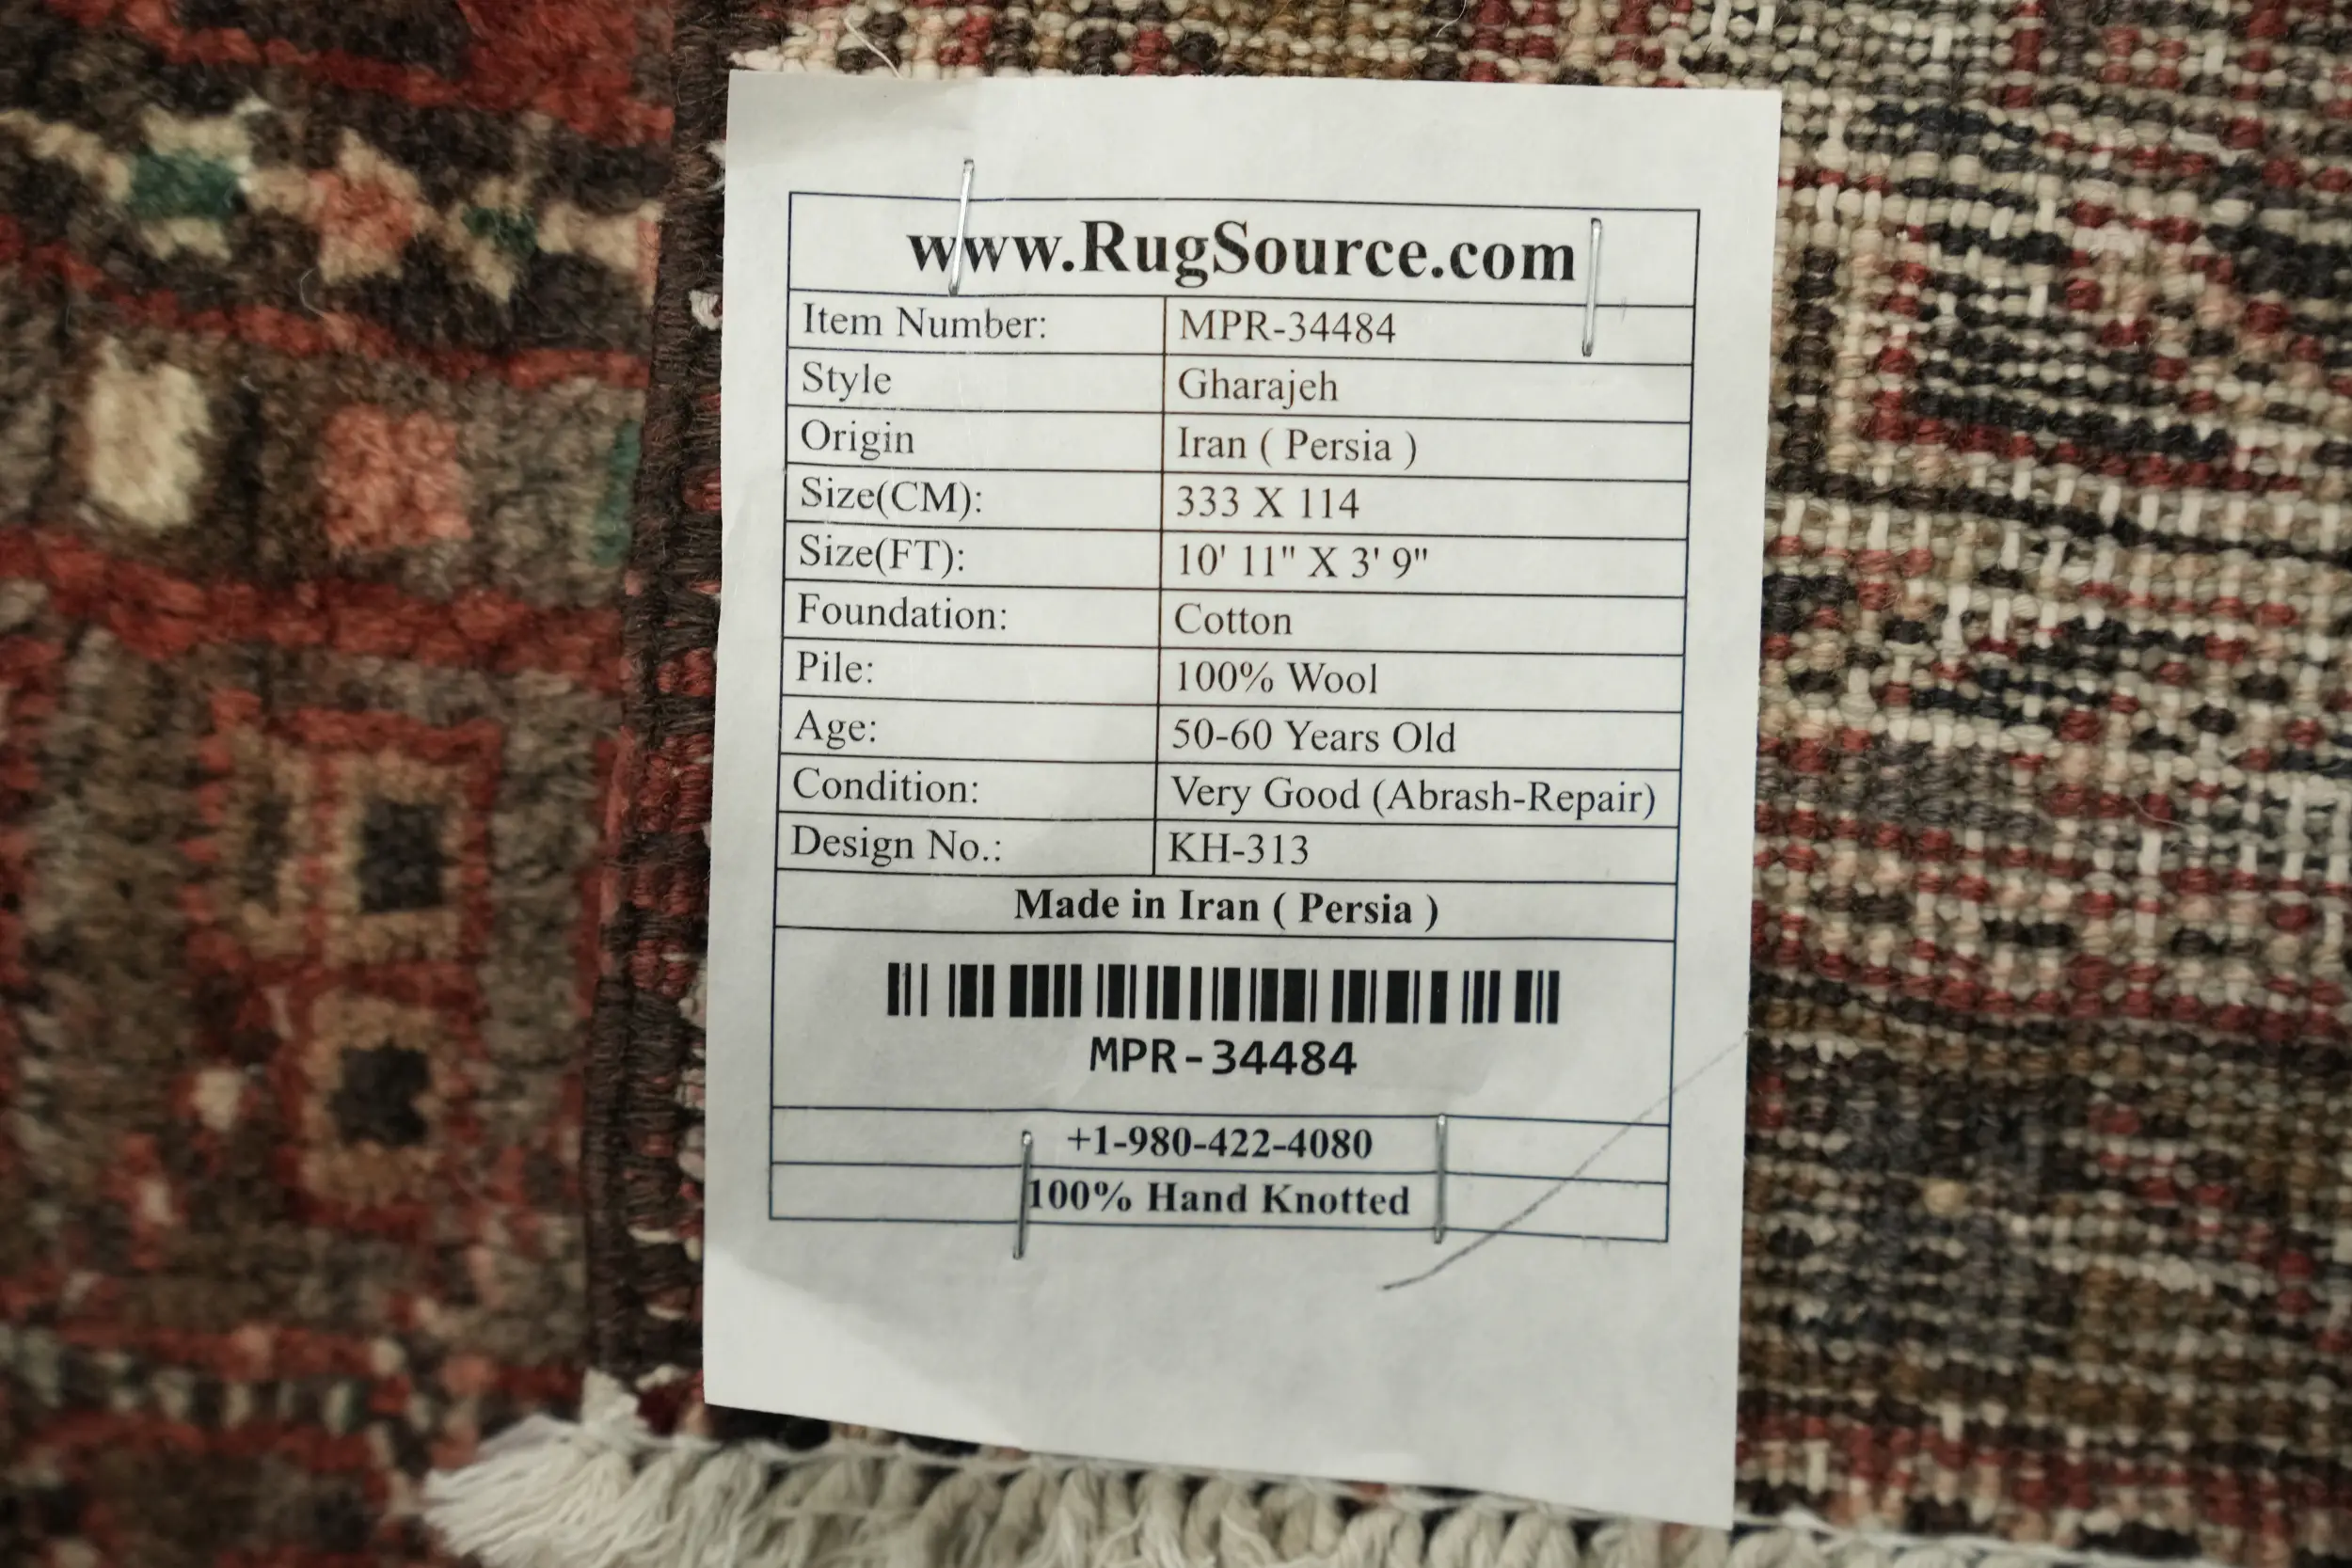 www.RugSource.com
Item Number: MPR-34484
Style Gharajeh
Origin Iran ( Persia )
Size(CM): 333 X 114
Size(FT): 10' 11" X 3' 9"
Foundation: Cotton
Pile: 100% Wool
Age: 50-60 Years Old
Condition: Very Good (Abrash-Repair)
Design No.: KH-313
Made in Iran ( Persia )
MPR-34484
+1-980-422-4080
100% Hand Knotted